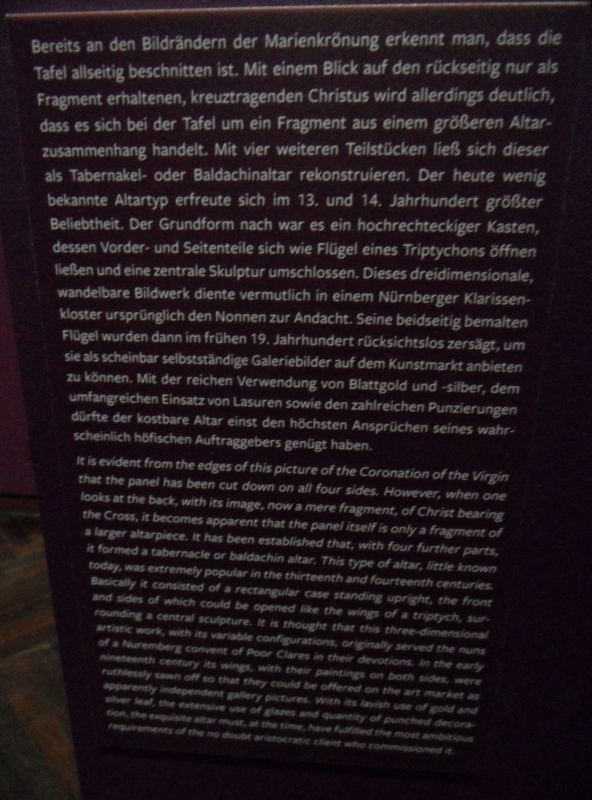 Bereits an den Bildrändern der Marienkrönung erkennt man, dass die
Tafel allseitig beschnitten ist. Mit einem Blick auf den rückseitig nur als
Fragment erhaltenen, kreuztragenden Christus wird allerdings deutlich,
dass es sich bei der Tafel um ein Fragment aus einem größeren Altar-
zusammenhang handelt. Mit vier weiteren Teilstücken ließ sich dieser
als Tabernakel- oder Baldachinaltar rekonstruieren. Der heute wenig
bekannte Altartyp erfreute sich im 13. und 14. Jahrhundert größter
Beliebtheit. Der Grundform nach war es ein hochrechteckiger Kasten,
dessen Vorder- und Seitenteile sich wie Flügel eines Triptychons öffnen
ließen und eine zentrale Skulptur umschlossen. Dieses dreidimensionale,
wandelbare Bildwerk diente vermutlich in einem Nürnberger Klarissen-
kloster ursprünglich den Nonnen zur Andacht. Seine beidseitig bemalten
Flügel wurden dann im frühen 19. Jahrhundert rücksichtslos zersägt, um
sie als scheinbar selbstständige Galeriebilder auf dem Kunstmarkt anbieten
zu können. Mit der reichen Verwendung von Blattgold und -silber, dem
umfangreichen Einsatz von Lasuren sowie den zahlreichen Punzierungen
dürfte der kostbare Altar einst den höchsten Ansprüchen seines wahr-
scheinlich höfischen Auftraggebers genügt haben.
It is evident from the edges of this picture of the Coronation of the Virgin
that the panel has been cut down on all four sides. However, when one
looks at the back, with its image, now a mere fragment, of Christ bearing
the Cross, it becomes apparent that the panel itself is only a fragment of
a larger altarpiece. It has been established that, with four further parts,
it formed a tabernacle or baldachin altar. This type of altar, little known
today, was extremely popular in the thirteenth and fourteenth centuries.
Basically it consisted of a rectangular case standing upright, the front
and sides of which could be opened like the wings of a triptych, sur-
rounding a central sculpture. It is thought that this three-dimensional
artistic work, with its variable configurations, originally served the nuns
of a Nuremberg convent of Poor Clares in their devotions. In the early
nineteenth century its wings, with their paintings on both sides, were
ruthlessly sawn off so that they could be offered on the art market as
apparently independent gallery pictures. With its lavish use of gold and
silver leaf, the extensive use of glazes and quantity of punched decora-
tion, the exquisite altar must, at the time, have fulfilled the most ambitious
requirements of the no doubt aristocratic client who commissioned it.